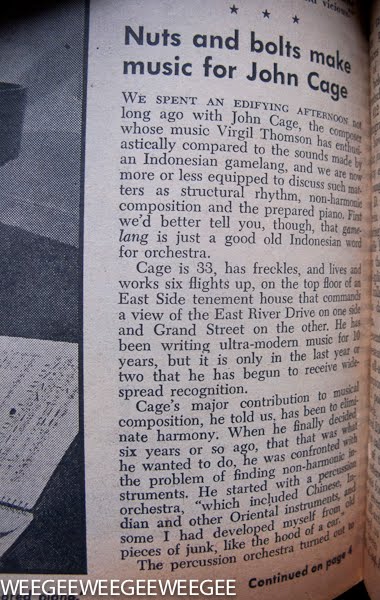 and vicious
★ ★ ★
Nuts and bolts make
music for John Cage
WE SPENT AN EDIFYING AFTERNOON not
long ago with John Cage, the composer
whose music Virgil Thomson has enthusi-
astically compared to the sounds made by
an Indonesian gamelang, and we are now
more or less equipped to discuss such mat-
ters as structural rhythm, non-harmonic
composition and the prepared piano. First
we'd better tell you, though, that game-
lang is just a good old Indonesian word
for orchestra.
Cage is 33, has freckles, and lives and
works six flights up, on the top floor of an
East Side tenement house that commands
a view of the East River Drive on one side
and Grand Street on the other. He has
been writing ultra-modern music for 10
years, but it is only in the last year or
two that he has begun to receive wide-
spread recognition.
Cage's major contribution to musical
composition, he told us, has been to elimi-
nate harmony. When he finally decided
six years or so ago, that that was what
he wanted to do, he was confronted with
the problem of finding non-harmonic in-
struments. He started with a percussion
orchestra, "which included Chinese, In-
dian and other Oriental instruments, and
some I had developed myself from old
pieces of junk, like the hood of a car."
The percussion orchestra turned out to
Continued on page 4
WEEGEEWEEGEEWEEGEE